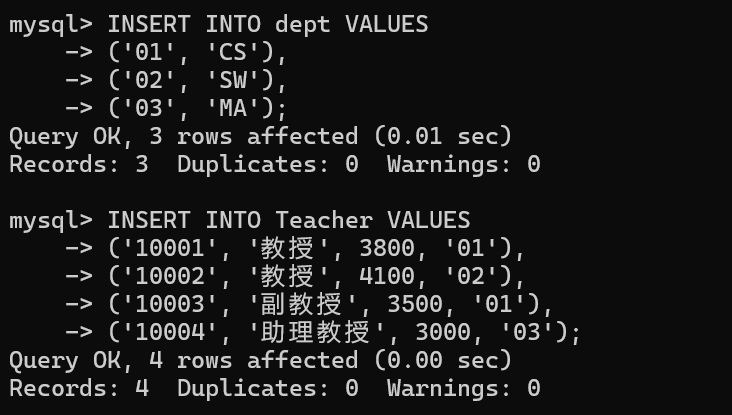 mysql> INSERT INTO dept VALUES
    -> ('01', 'CS'),
    -> ('02', 'SW'),
    -> ('03', 'MA');
Query OK, 3 rows affected (0.01 sec)
Records: 3  Duplicates: 0  Warnings: 0

mysql> INSERT INTO Teacher VALUES
    -> ('10001', '教授', 3800, '01'),
    -> ('10002', '教授', 4100, '02'),
    -> ('10003', '副教授', 3500, '01'),
    -> ('10004', '助理教授', 3000, '03');
Query OK, 4 rows affected (0.00 sec)
Records: 4  Duplicates: 0  Warnings: 0